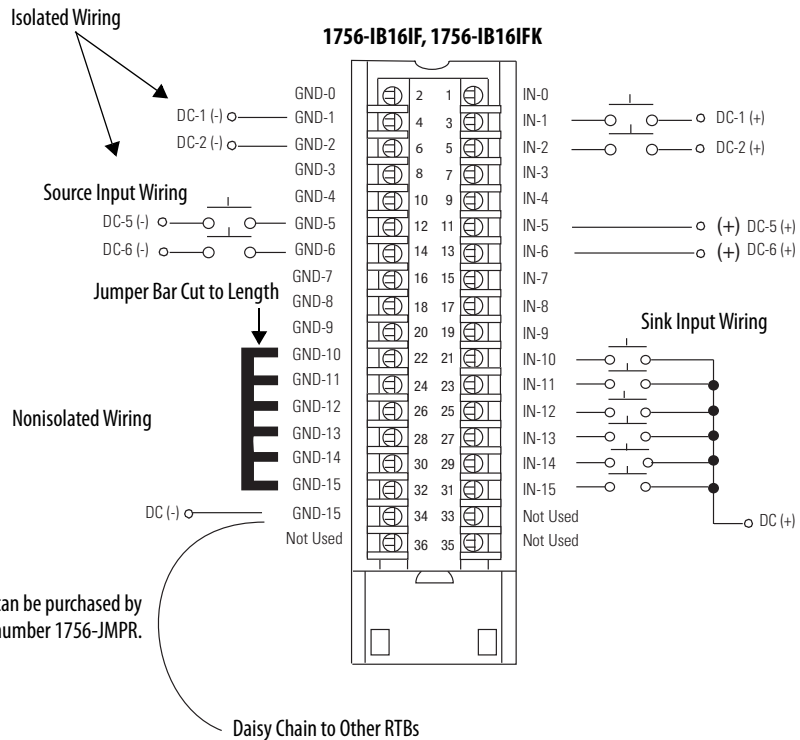 Isolated Wiring
1756-IB16IF, 1756-IB16IFK
GND-0 2 1 IN-0
DC-1 (-) GND-1 4 3 IN-1 DC-1 (+)
DC-2 (-) GND-2 6 5 IN-2 DC-2 (+)
GND-3 8 7 IN-3
Source Input Wiring
GND-4 10 9 IN-4
DC-5 (-) GND-5 12 11 IN-5 (+) DC-5 (+)
DC-6 (-) GND-6 14 13 IN-6 (+) DC-6 (+)
GND-7 16 15 IN-7
Jumper Bar Cut to Length
GND-8 18 17 IN-8
GND-9 20 19 IN-9
Sink Input Wiring
GND-10 22 21 IN-10
GND-11 24 23 IN-11
GND-12 26 25 IN-12
Nonisolated Wiring
GND-13 28 27 IN-13
GND-14 30 29 IN-14
GND-15 32 31 IN-15
DC (-) GND-15 34 33 Not Used
DC (+)
Not Used 36 35 Not Used
can be purchased by
number 1756-JMPR.
Daisy Chain to Other RTBs